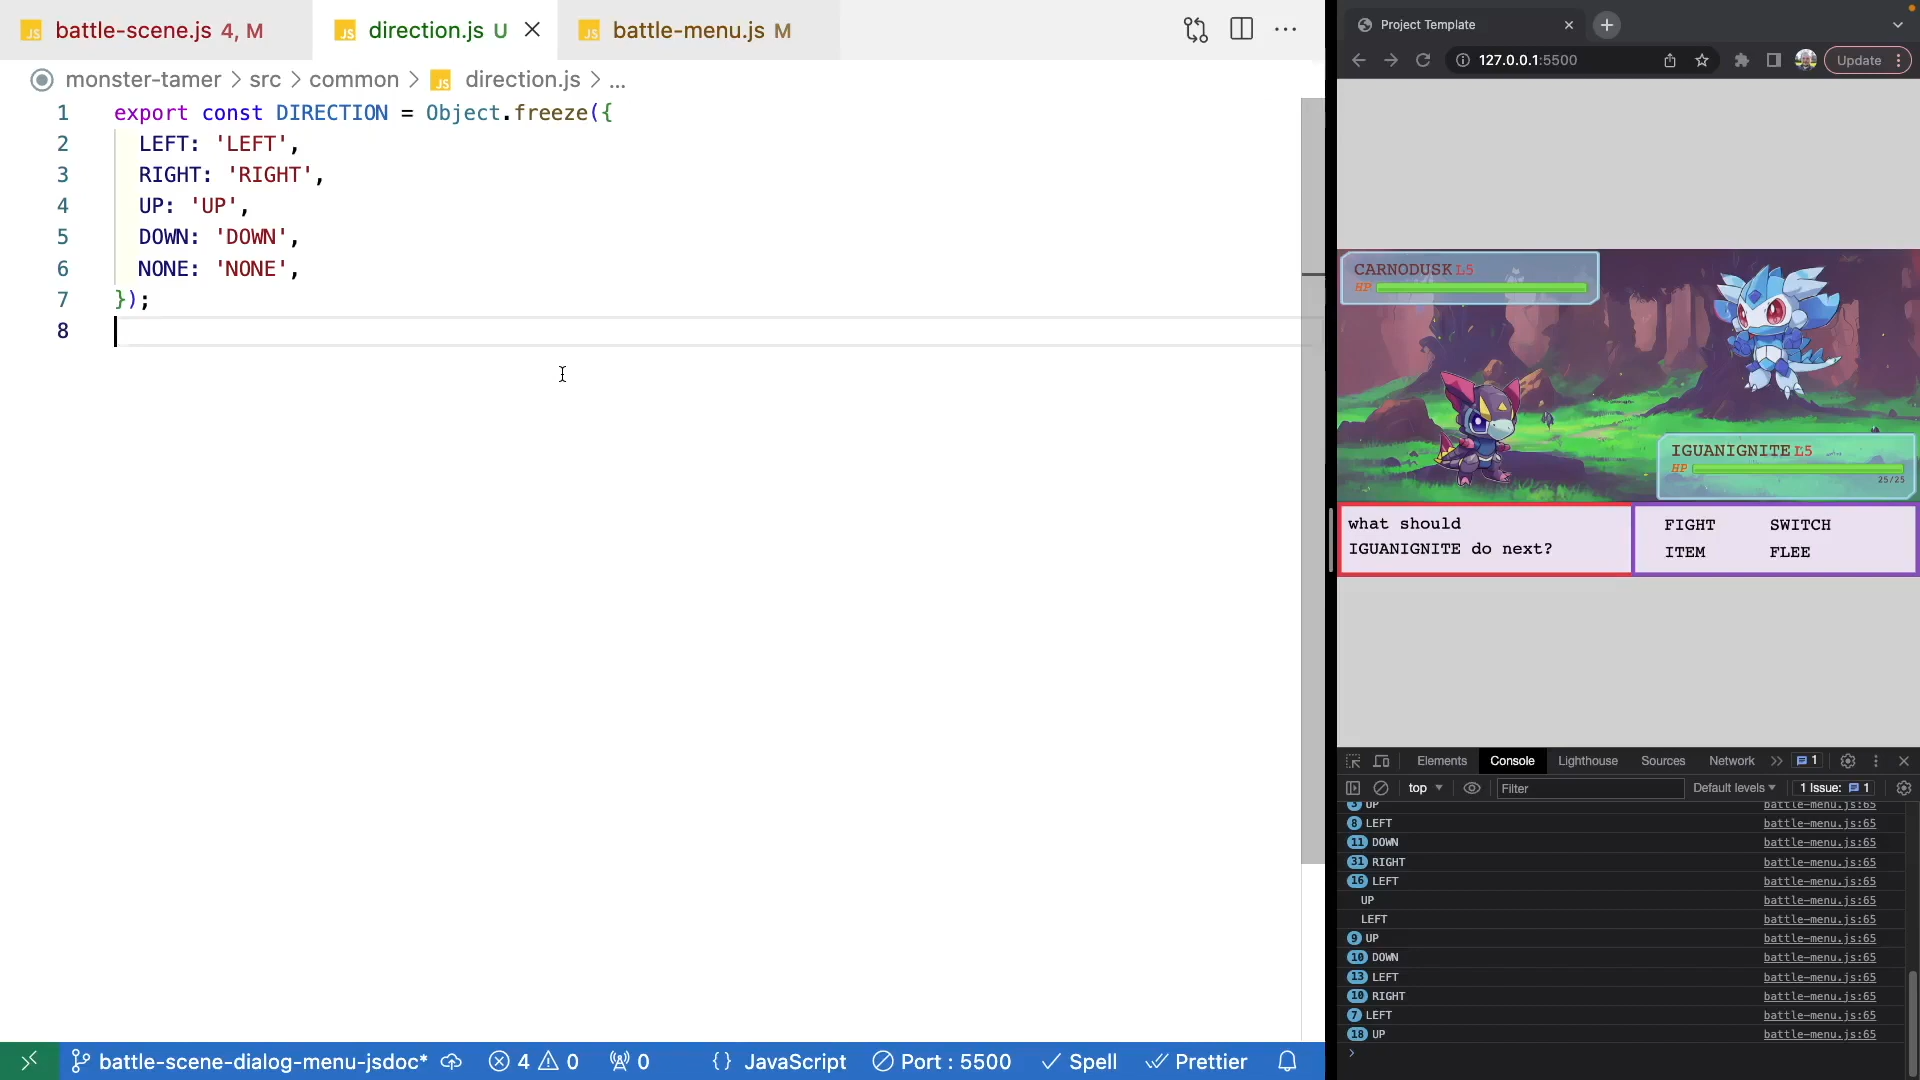 battle-scene.js 4, M
direction.js U
battle-menu.js M
monster-tamer > src > common > JS direction.js > ...
1 export const DIRECTION = Object.freeze({
2 LEFT: 'LEFT',
3 RIGHT: 'RIGHT',
4 UP: 'UP',
5 DOWN: 'DOWN',
6 NONE: 'NONE',
7 });
8
battle-scene-dialog-menu-jsdoc* 4 0 0 {} JavaScript Port : 5500 Spell Prettier
Project Template
127.0.0.1:5500 Update
CARNODUSK L5
HP
IGUANIGNITE L5
HP
25/25
what should
IGUANIGNITE do next?
FIGHT SWITCH
ITEM FLEE
Elements Console Lighthouse Sources Network 1
top Filter Default levels 1 Issue: 1
UP battle-menu.js:65
8 LEFT battle-menu.js:65
11 DOWN battle-menu.js:65
31 RIGHT battle-menu.js:65
16 LEFT battle-menu.js:65
UP battle-menu.js:65
LEFT battle-menu.js:65
9 UP battle-menu.js:65
10 DOWN battle-menu.js:65
13 LEFT battle-menu.js:65
10 RIGHT battle-menu.js:65
7 LEFT battle-menu.js:65
18 UP battle-menu.js:65